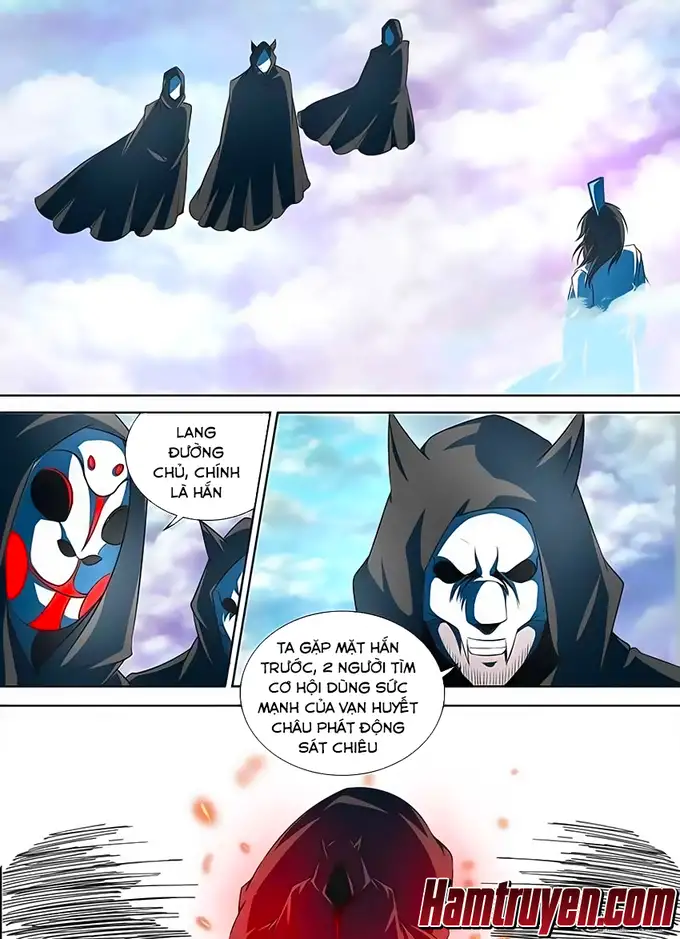 LANG
ĐƯỜNG
CHỦ, CHÍNH
LÀ HẮN
TA GẶP MẶT HẮN
TRƯỚC, 2 NGƯỜI TÌM
CƠ HỘI DÙNG SỨC
MẠNH CỦA VẠN HUYẾT
CHÂU PHÁT ĐỘNG
SÁT CHIÊU
Hamtruyen.com